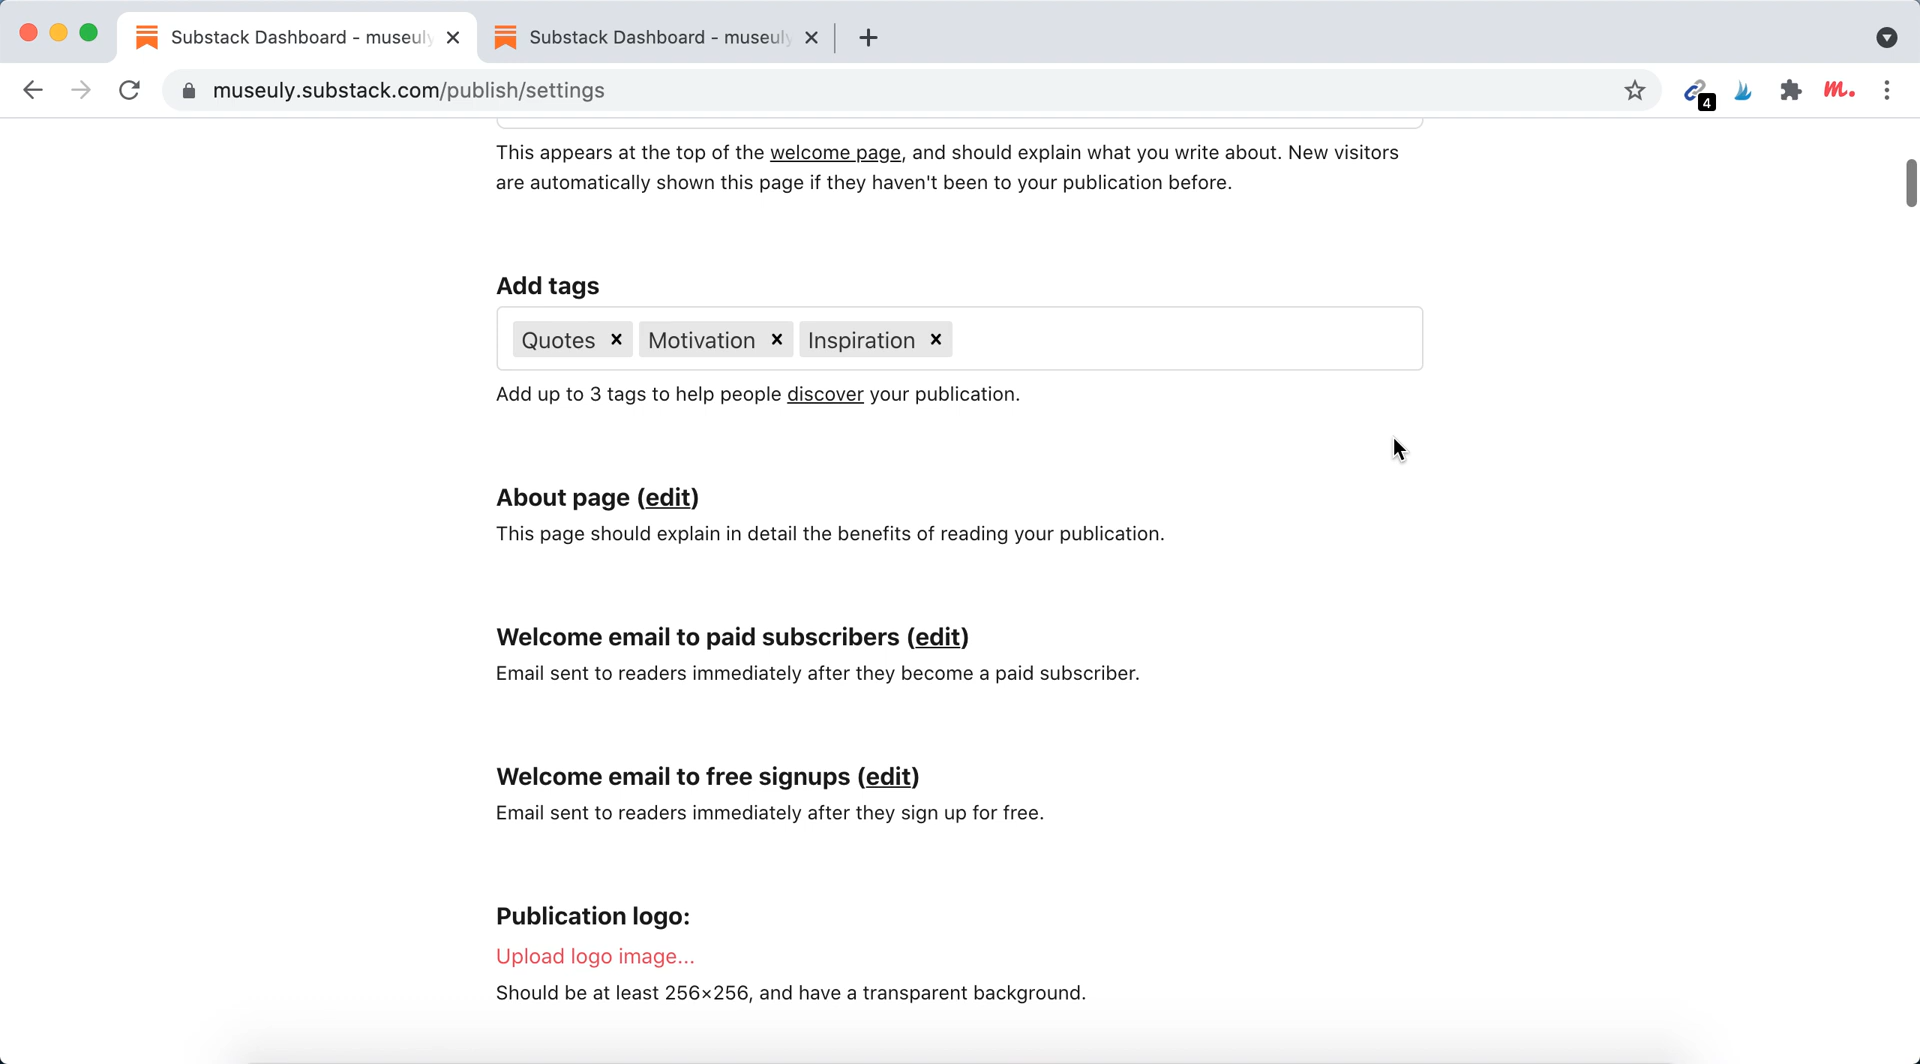 Substack Dashboard - museuly
Substack Dashboard - museuly
museuly.substack.com/publish/settings
4
m.
This appears at the top of the welcome page, and should explain what you write about. New visitors
are automatically shown this page if they haven't been to your publication before.
Add tags
Quotes × Motivation × Inspiration ×
Add up to 3 tags to help people discover your publication.
About page (edit)
This page should explain in detail the benefits of reading your publication.
Welcome email to paid subscribers (edit)
Email sent to readers immediately after they become a paid subscriber.
Welcome email to free signups (edit)
Email sent to readers immediately after they sign up for free.
Publication logo:
Upload logo image...
Should be at least 256×256, and have a transparent background.